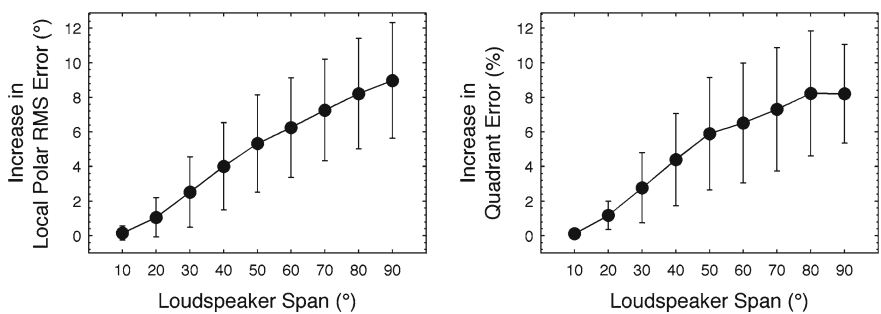 Increase in
Local Polar RMS Error (°)
12
10
8
6
4
2
0
10 20 30 40 50 60 70 80 90
Loudspeaker Span (°)
Increase in
Quadrant Error (%)
12
10
8
6
4
2
0
10 20 30 40 50 60 70 80 90
Loudspeaker Span (°)